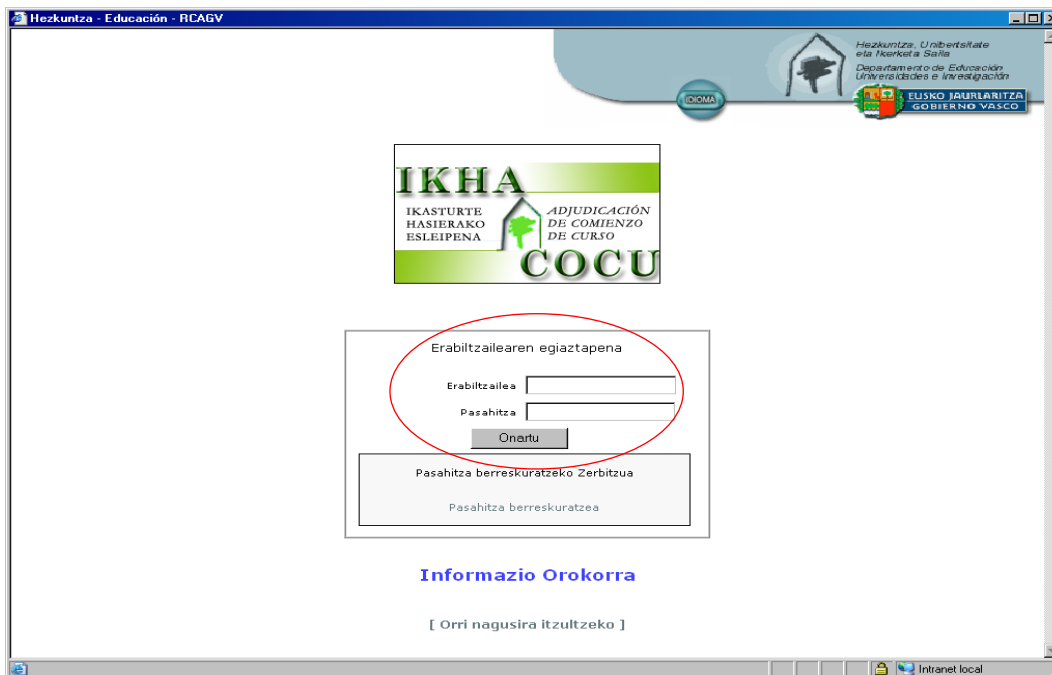 Hezkuntza - Educación - RCAGV
Hezkuntza, Unibertsitate
eta Ikerketa Saila
Departamento de Educación
Universidades e Investigación
IDIOMA
EUSKO JAURLARITZA
GOBIERNO VASCO
IKHA
IKASTURTE
HASIERAKO
ESLEIPENA
ADJUDICACIÓN
DE COMIENZO
DE CURSO
COCU
Erabiltzailearen egiaztapena
Erabiltzailea
Pasahitza
Onartu
Pasahitza berreskuratzeko Zerbitzua
Pasahitza berreskuratzea
Informazio Orokorra
[ Orri nagusira itzultzeko ]
Intranet local